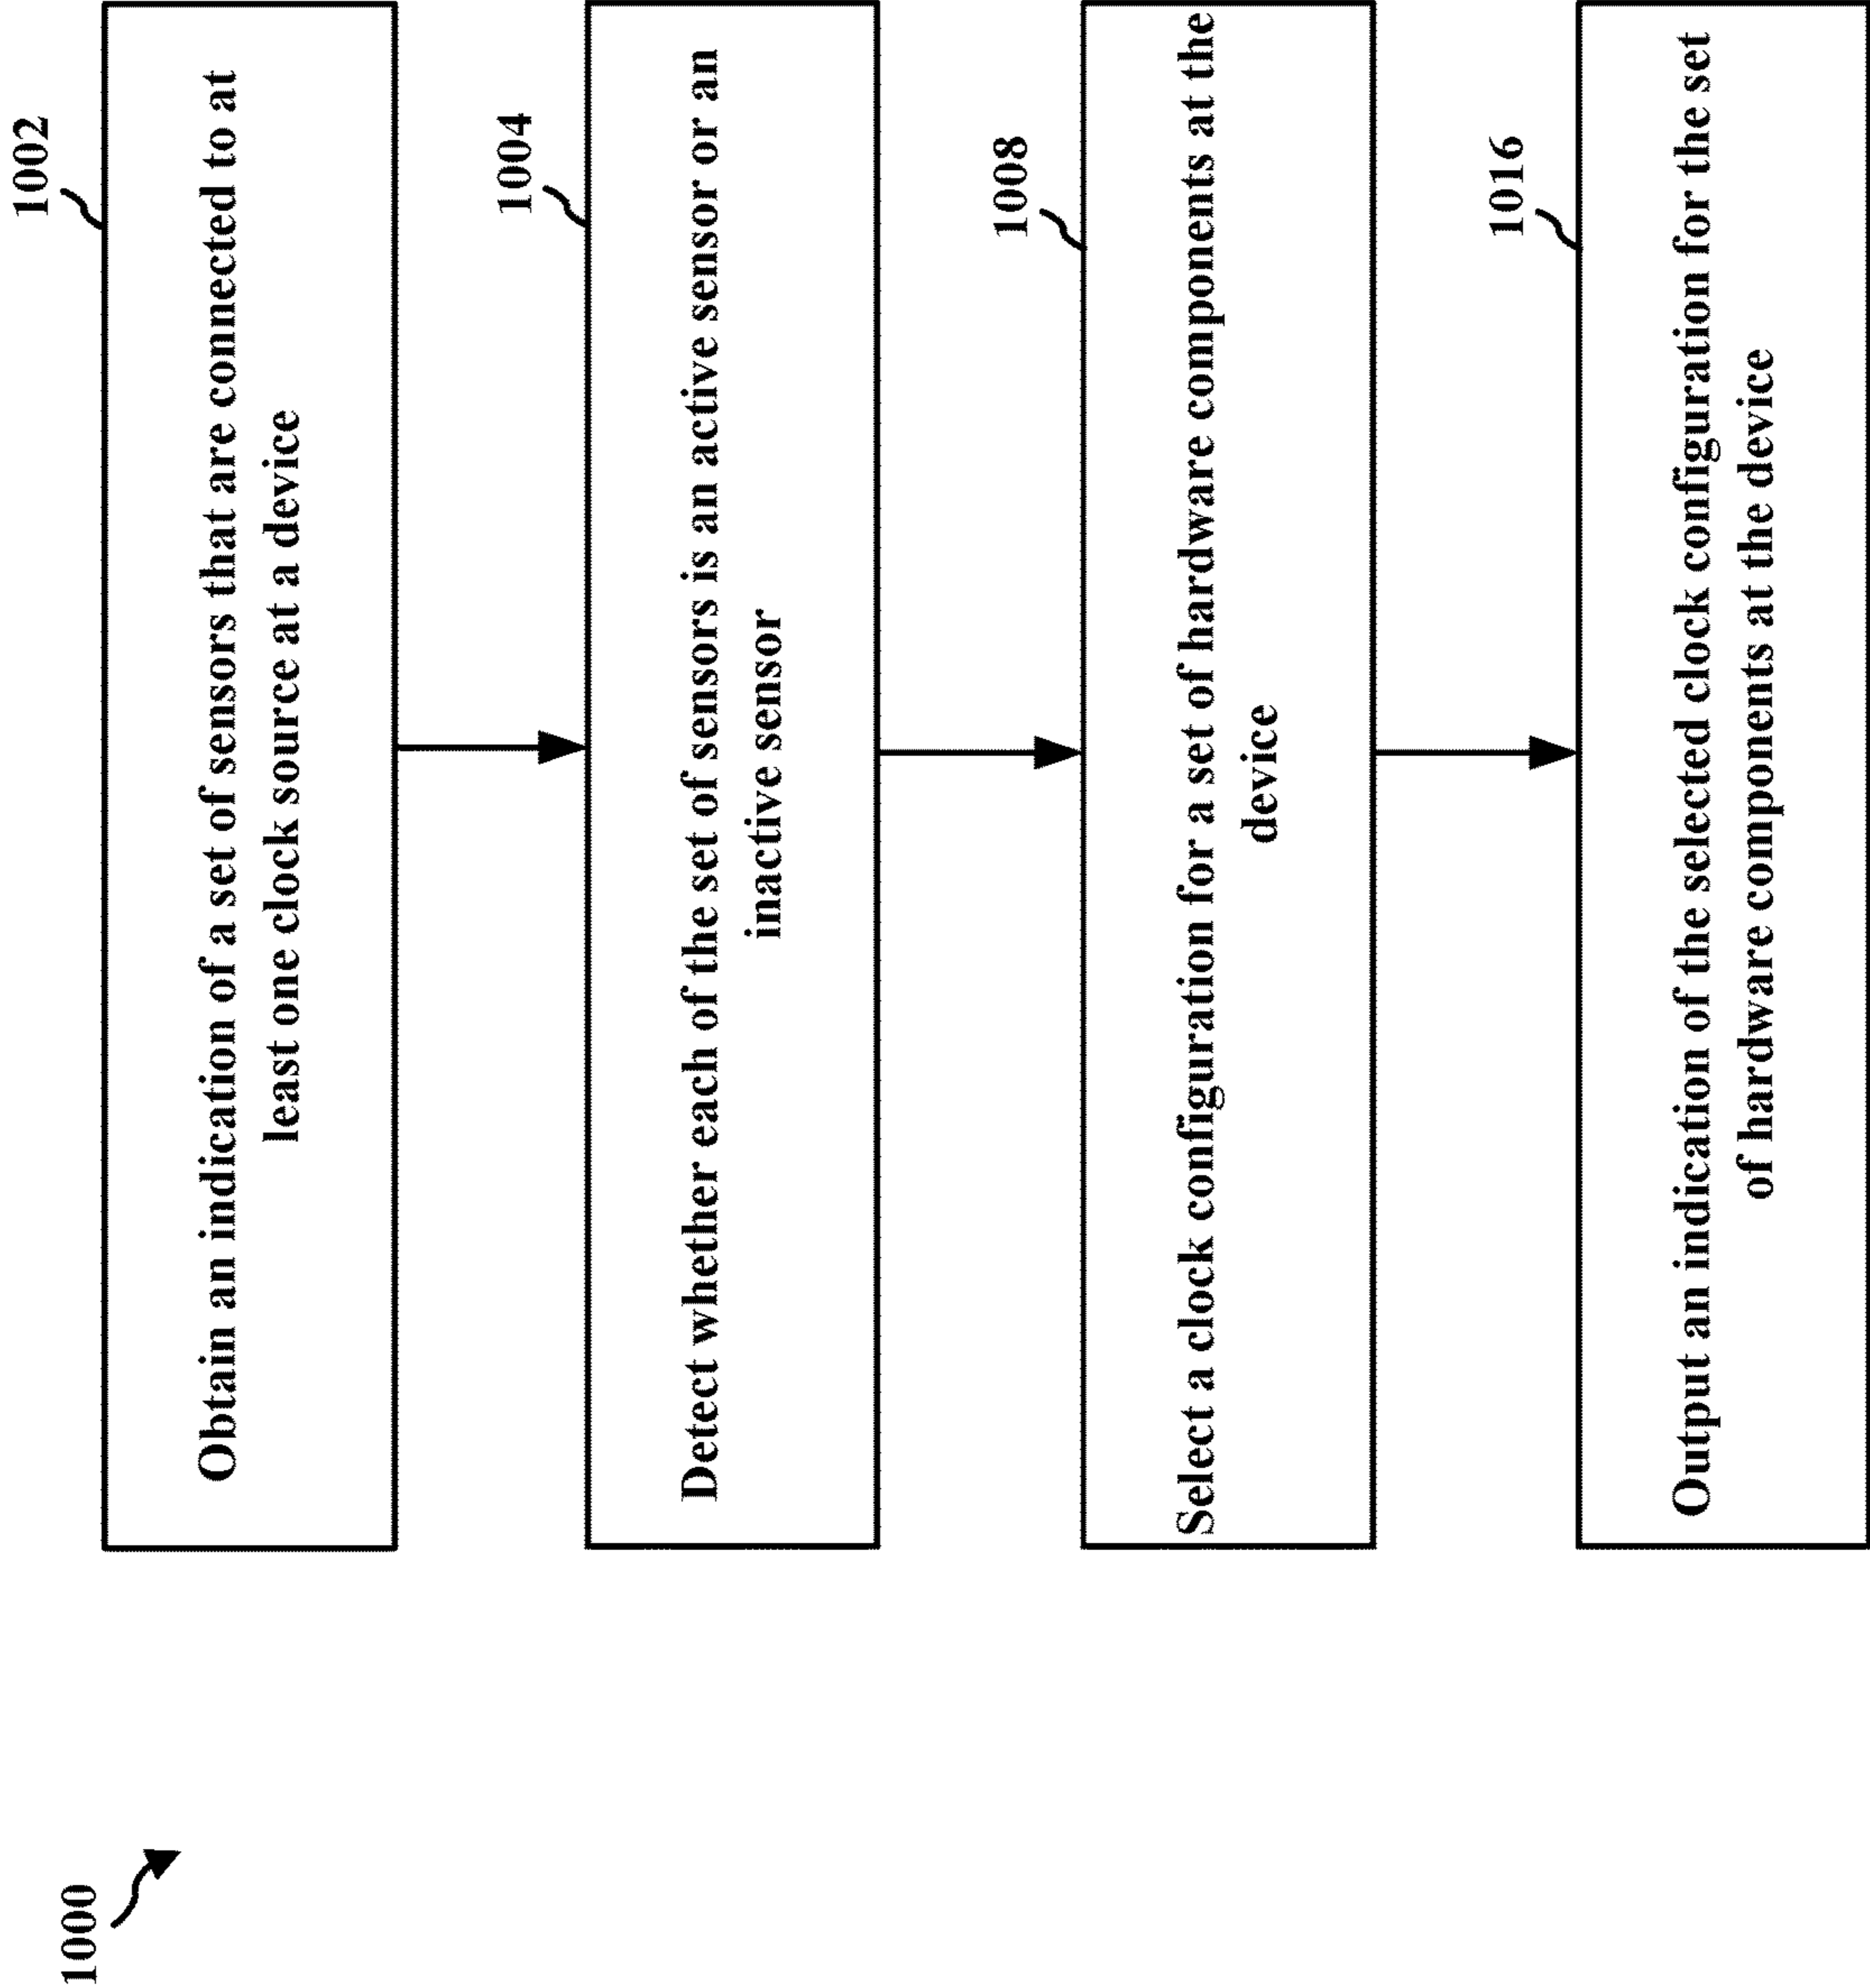 1000
1002
Obtain an indication of a set of sensors that are connected to at
least one clock source at a device
1004
Detect whether each of the set of sensors is an active sensor or an
inactive sensor
1008
Select a clock configuration for a set of hardware components at the
device
1016
Output an indication of the selected clock configuration for the set
of hardware components at the device